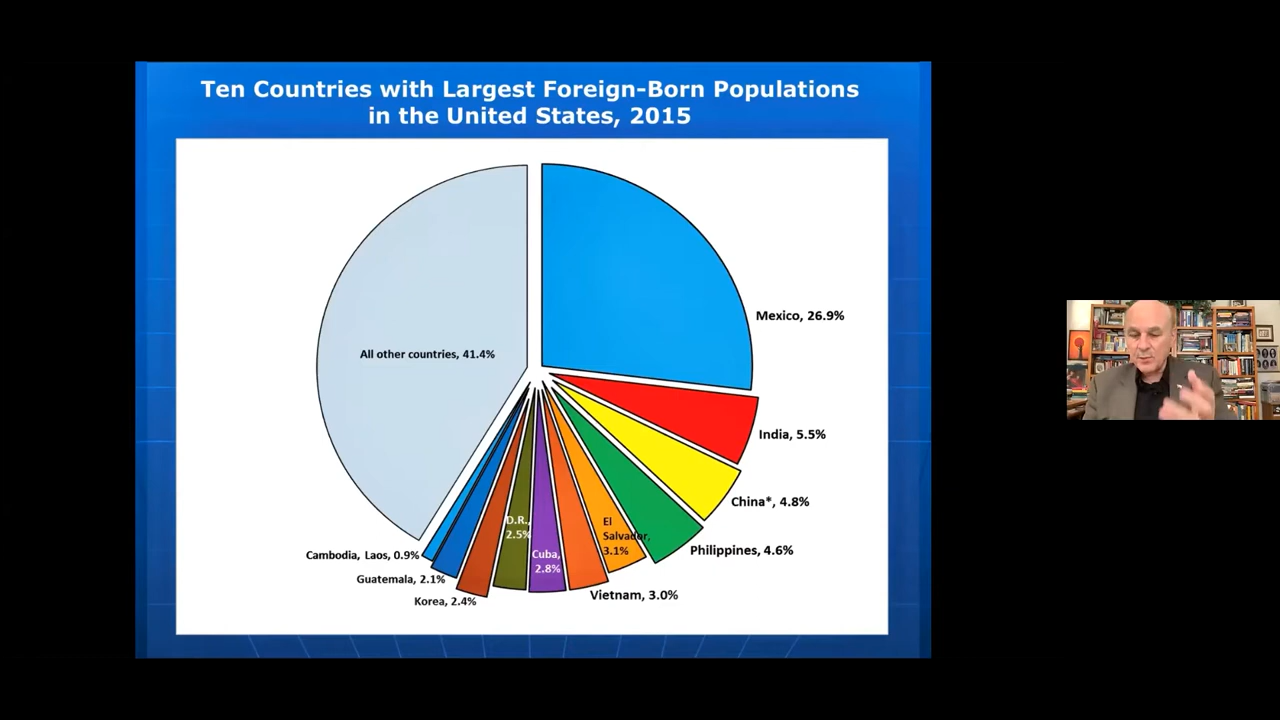 Ten Countries with Largest Foreign-Born Populations
in the United States, 2015
Mexico, 26.9%
All other countries, 41.4%
India, 5.5%
China*, 4.8%
Philippines, 4.6%
El
Salvador,
3.1%
Vietnam, 3.0%
Cuba,
2.8%
D.R.,
2.5%
Korea, 2.4%
Guatemala, 2.1%
Cambodia, Laos, 0.9%